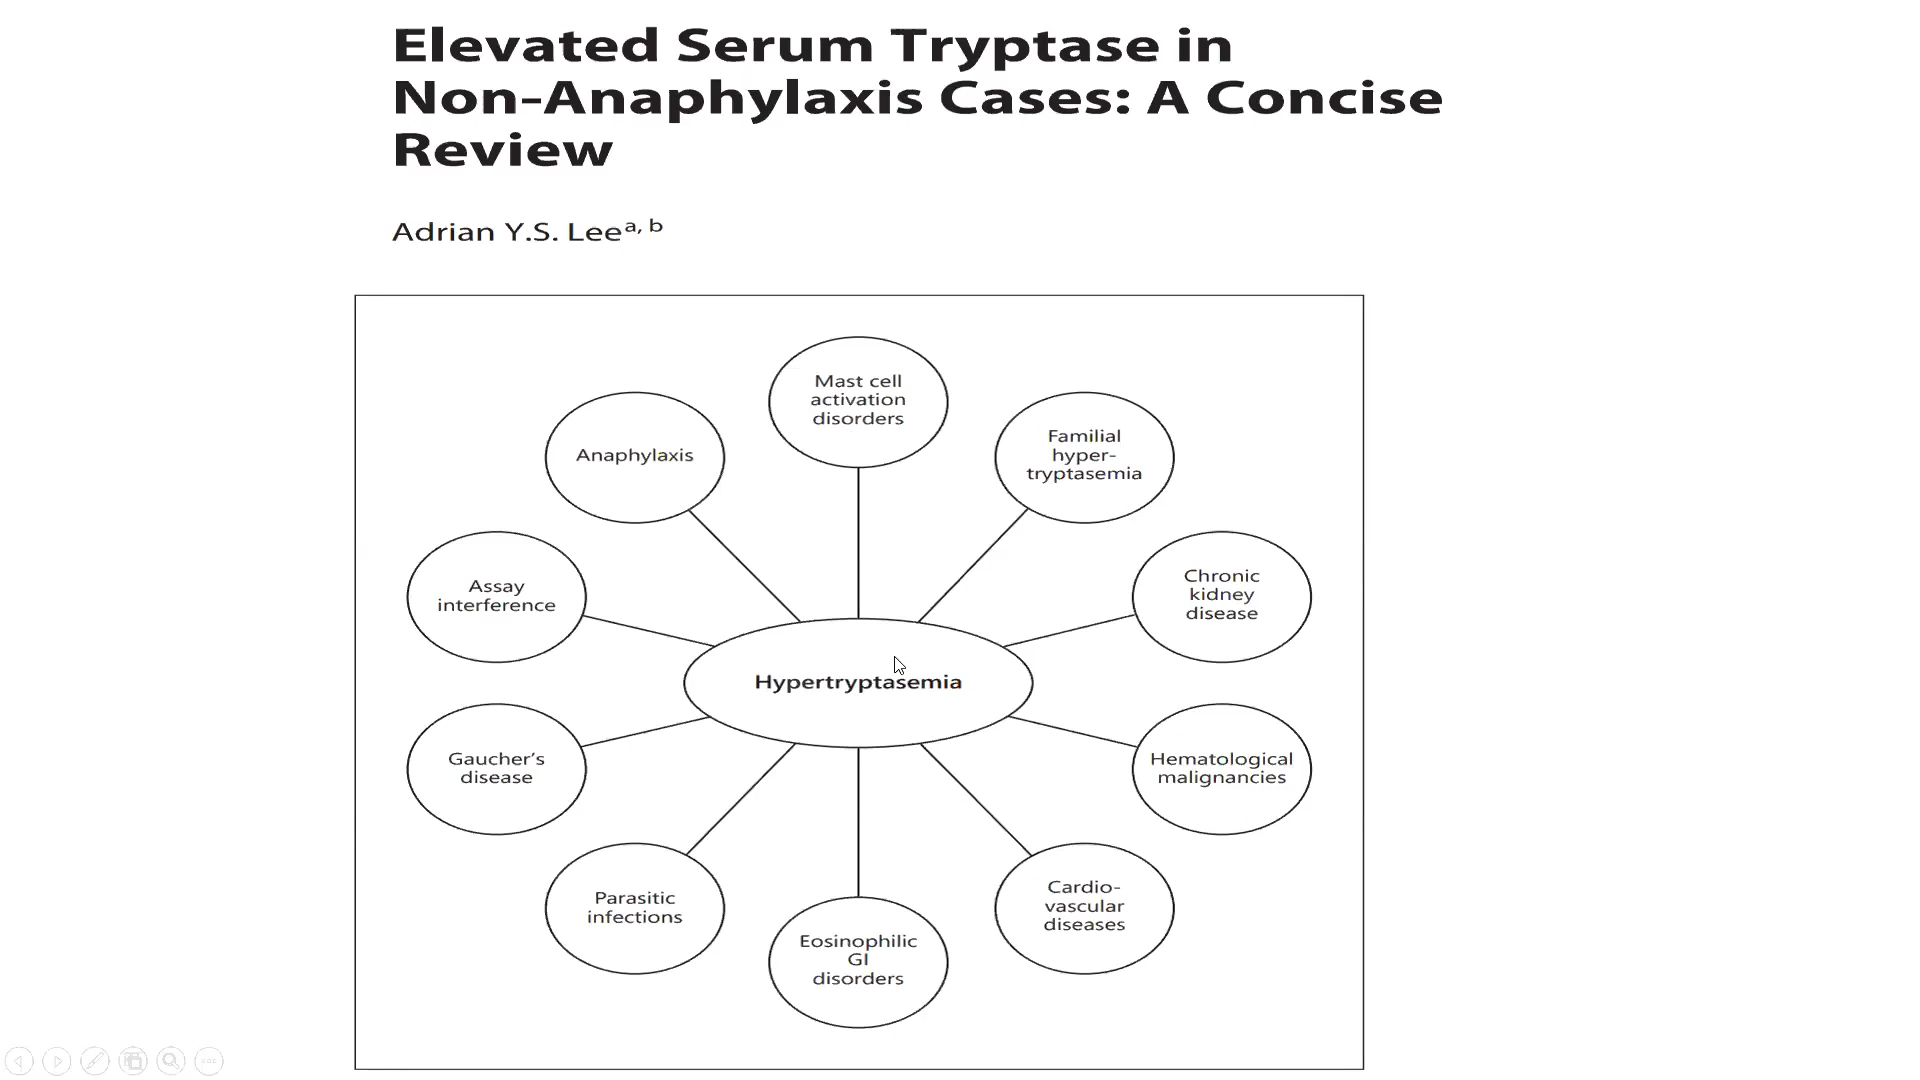 Elevated Serum Tryptase in
Non-Anaphylaxis Cases: A Concise
Review
Adrian Y.S. Lee a, b
Mast cell
activation
disorders
Anaphylaxis
Familial
hyper-
tryptasemia
Assay
interference
Chronic
kidney
disease
Hypertryptasemia
Gaucher’s
disease
Hematological
malignancies
Parasitic
infections
Cardio-
vascular
diseases
Eosinophilic
GI
disorders